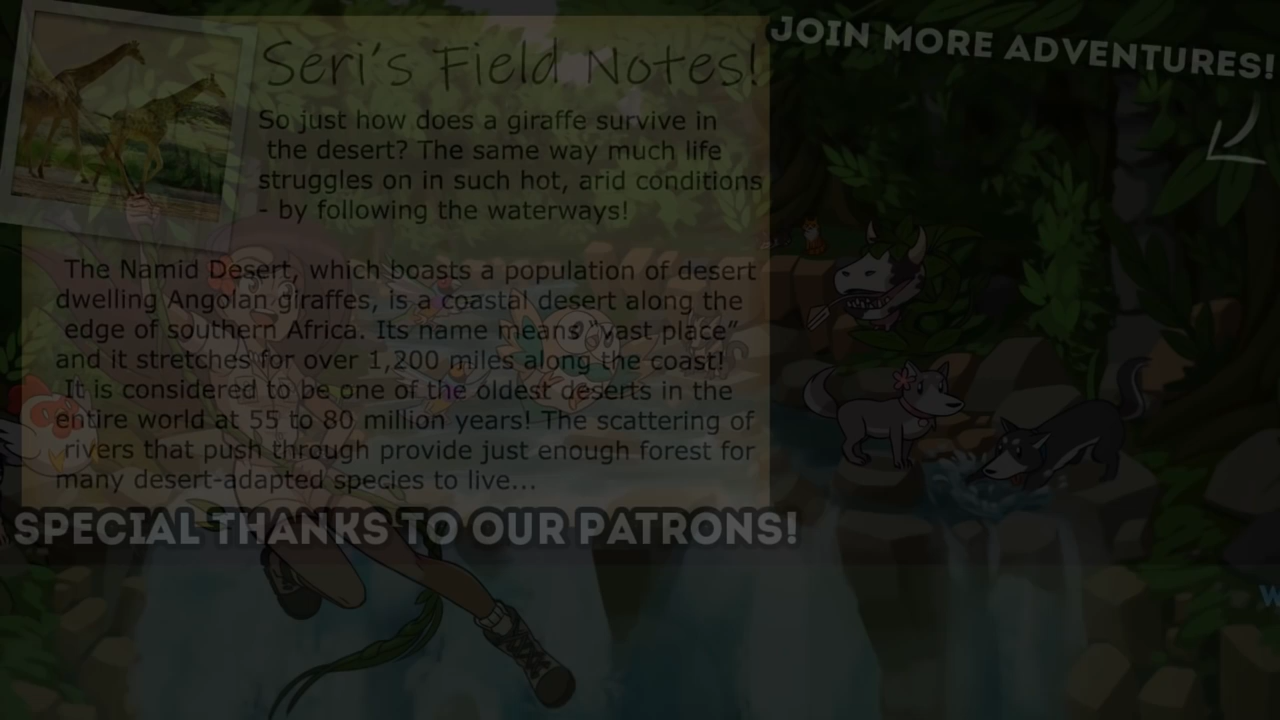 Seri's Field Notes!
JOIN MORE ADVENTURES!
So just how does a giraffe survive in
the desert? The same way much life
struggles on in such hot, arid conditions
- by following the waterways!
The Namid Desert, which boasts a population of desert
dwelling Angolan giraffes, is a coastal desert along the
edge of southern Africa. Its name means "vast place"
and it stretches for over 1,200 miles along the coast!
It is considered to be one of the oldest deserts in the
entire world at 55 to 80 million years! The scattering of
rivers that push through provide just enough forest for
many desert-adapted species to live...
SPECIAL THANKS TO OUR PATRONS!